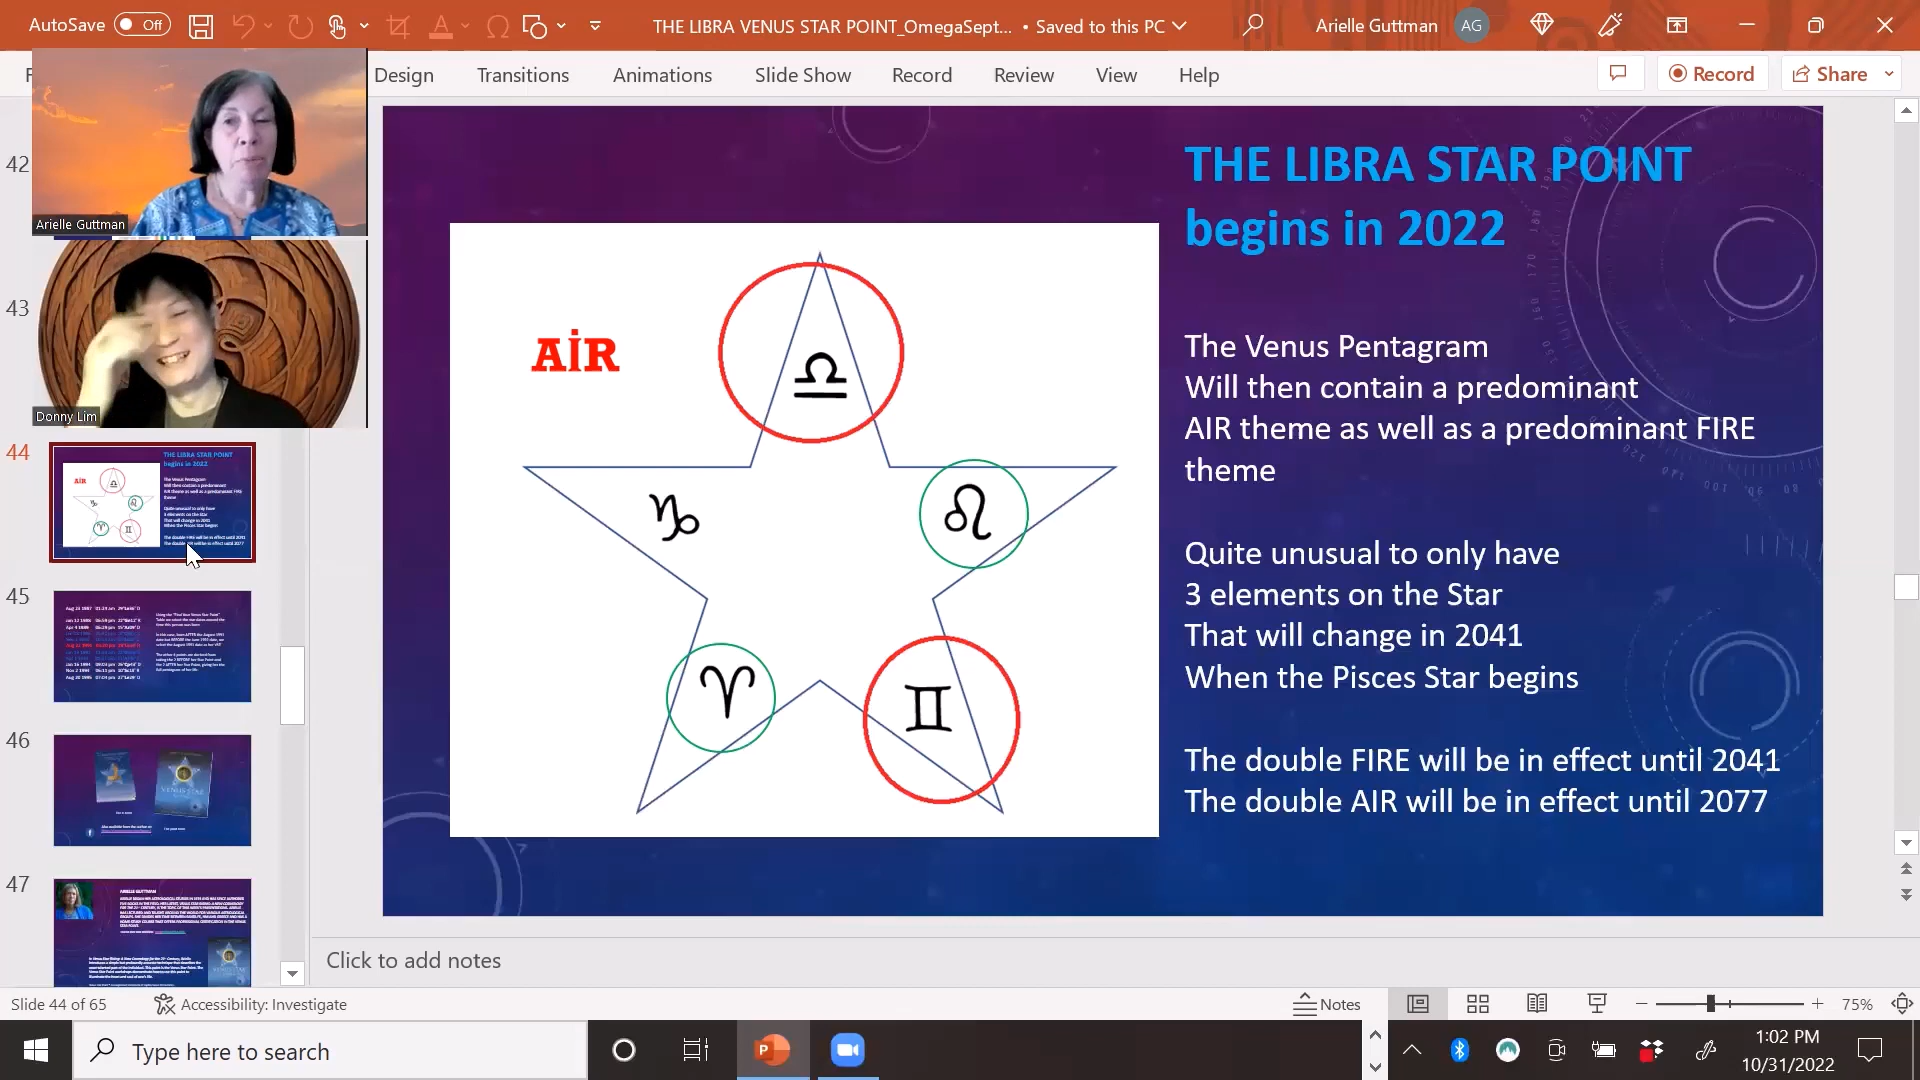 AutoSave Off
THE LIBRA VENUS STAR POINT_OmegaSept... • Saved to this PC
Arielle Guttman
AG
Design
Transitions
Animations
Slide Show
Record
Review
View
Help
Record
Share
Arielle Guttman
Donny Lim
42
43
44
45
46
47
THE LIBRA STAR POINT
begins in 2022
AİR
♎
♑
♌
♈
♊
The Venus Pentagram
Will then contain a predominant
AIR theme as well as a predominant FIRE
theme
Quite unusual to only have
3 elements on the Star
That will change in 2041
When the Pisces Star begins
The double FIRE will be in effect until 2041
The double AIR will be in effect until 2077
Click to add notes
Slide 44 of 65
Accessibility: Investigate
Notes
75%
Type here to search
1:02 PM
10/31/2022